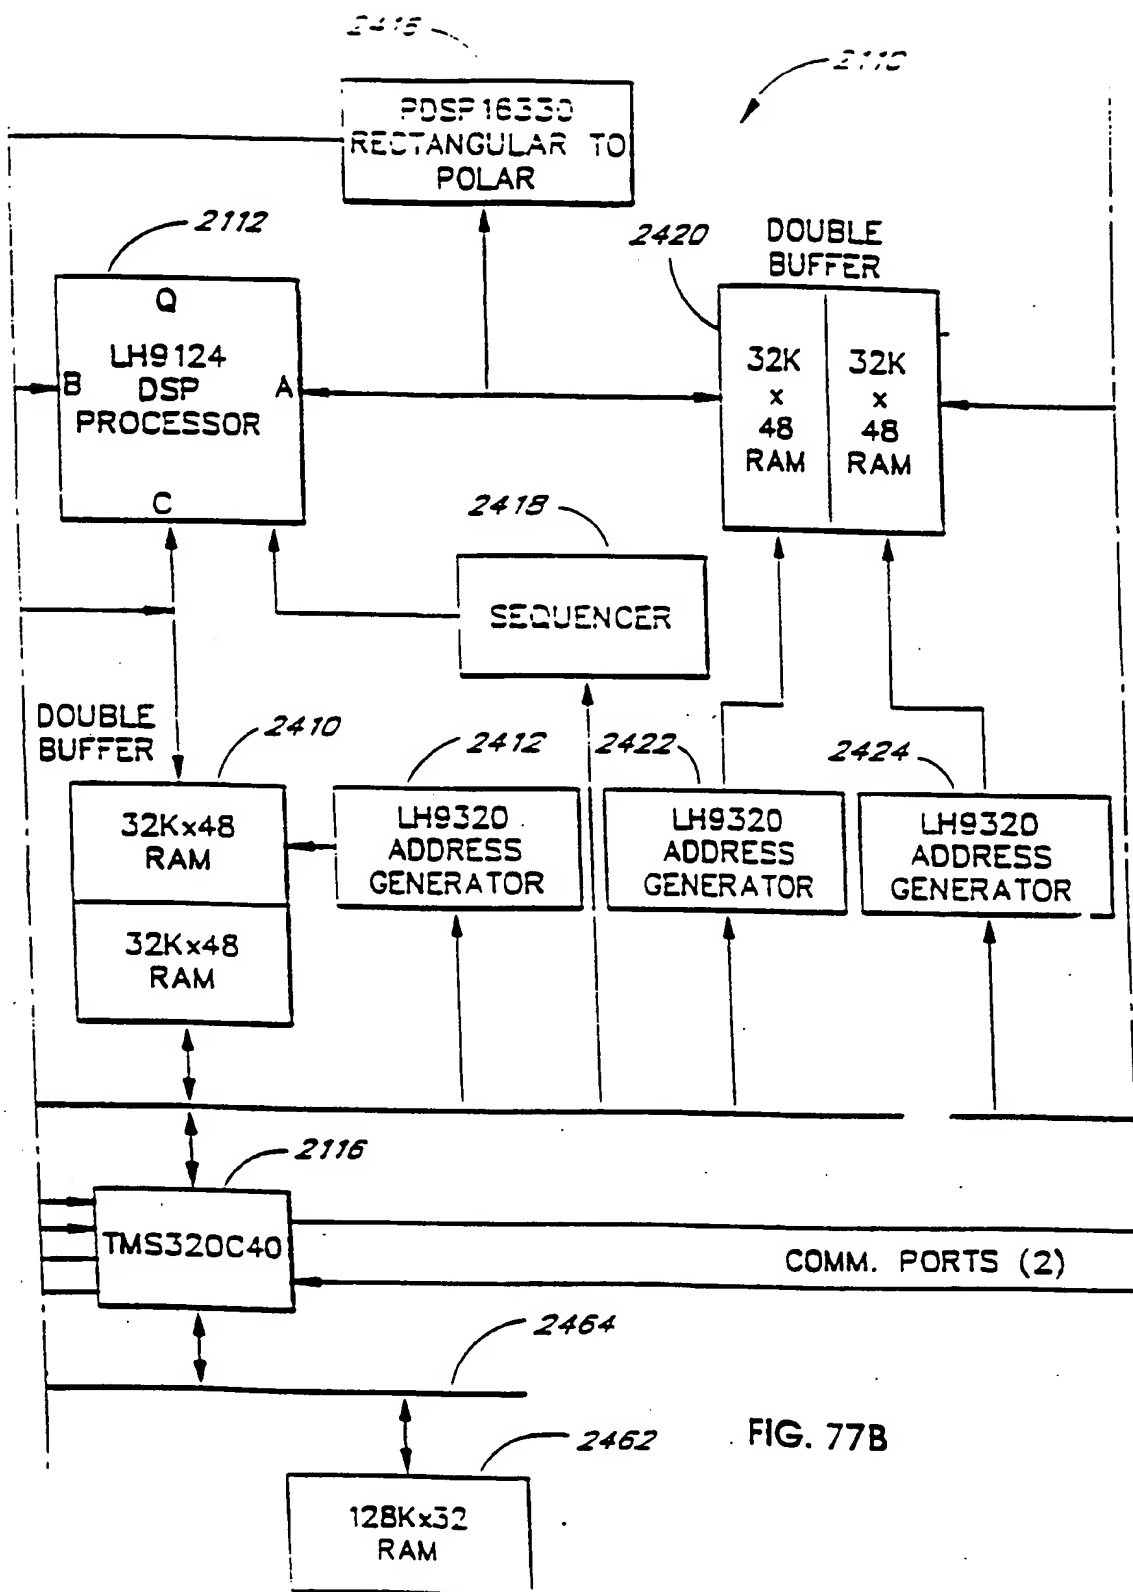 2416
2110
PDSP16330
RECTANGULAR TO
POLAR
2112
2420
DOUBLE
BUFFER
Q
LH9124
DSP
PROCESSOR
B
A
C
32K
x
48
RAM
32K
x
48
RAM
2418
SEQUENCER
DOUBLE
BUFFER
2410
2412
2422
2424
32Kx48
RAM
32Kx48
RAM
LH9320
ADDRESS
GENERATOR
LH9320
ADDRESS
GENERATOR
LH9320
ADDRESS
GENERATOR
2116
TMS320C40
COMM. PORTS (2)
2464
2462
128Kx32
RAM
FIG. 77B